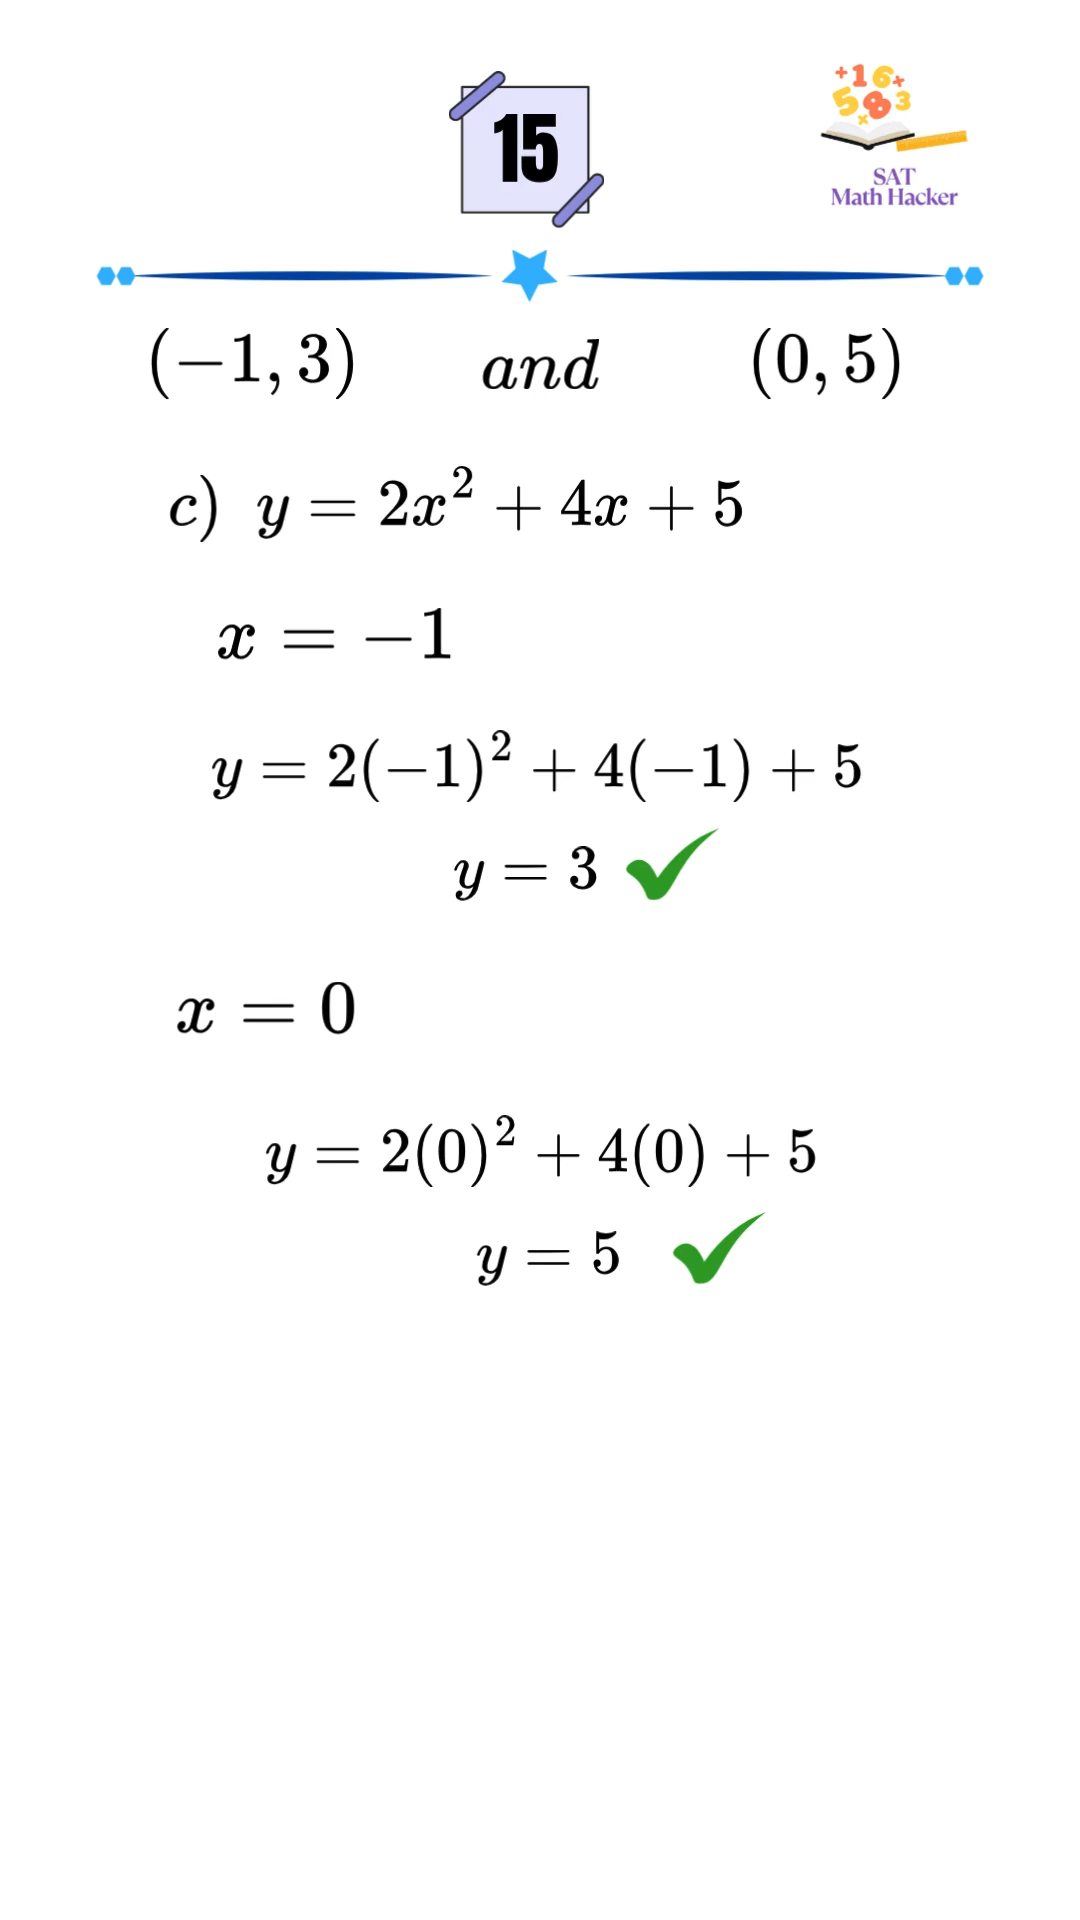 15
+16+
5833
×
SAT
Math Hacker
(−1, 3) and (0, 5)
c) y = 2x² + 4x + 5
x = −1
y = 2(−1)² + 4(−1) + 5
y = 3
x = 0
y = 2(0)² + 4(0) + 5
y = 5